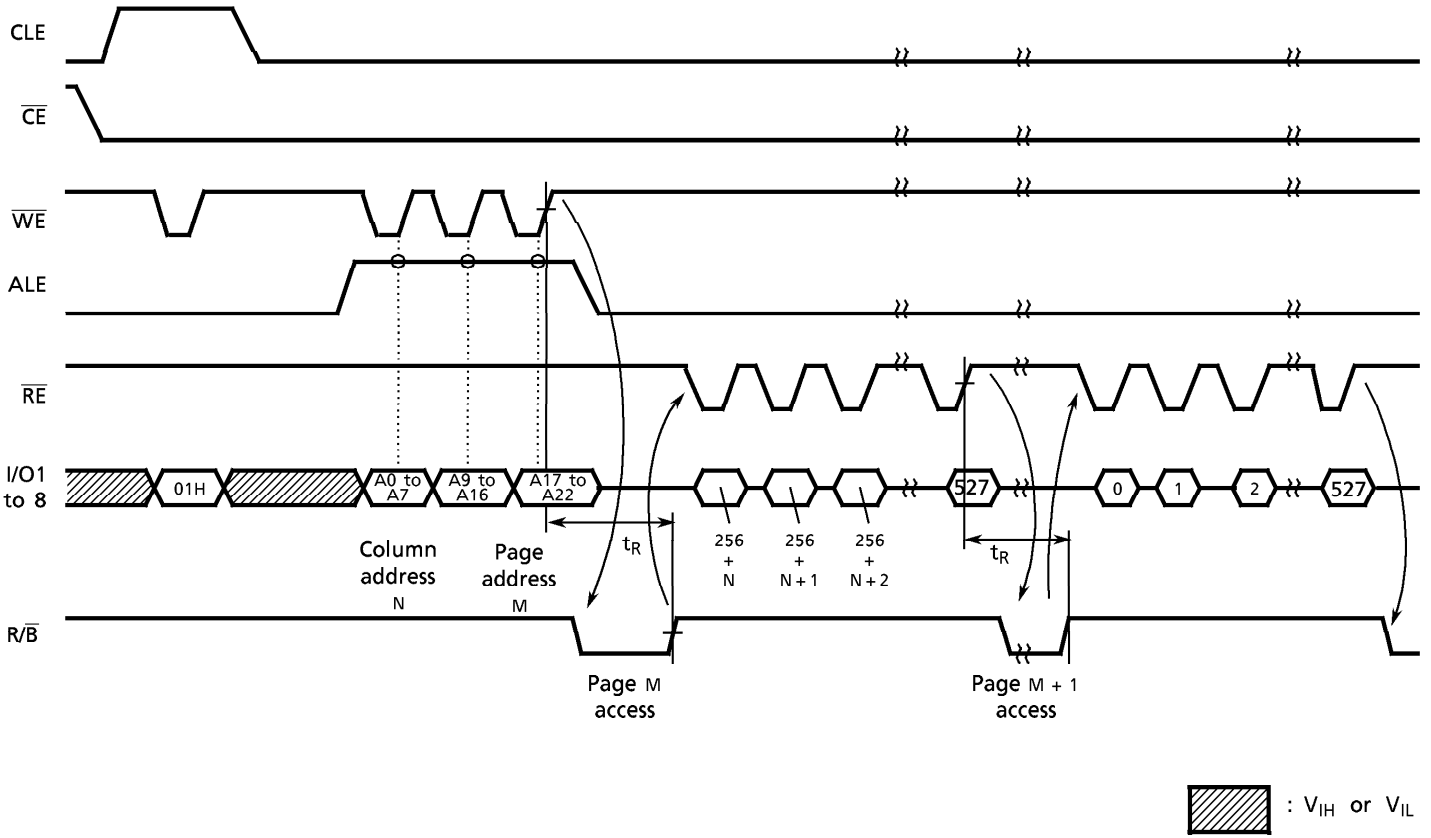 CLE
CE
WE
ALE
RE
I/O1
to 8
01H
A0 to
A7
A9 to
A16
A17 to
A22
527
0
1
2
527
Column
address
N
Page
address
M
tR
256
+
N
256
+
N + 1
256
+
N + 2
tR
R/B
Page M
access
Page M + 1
access
: VIH or VIL